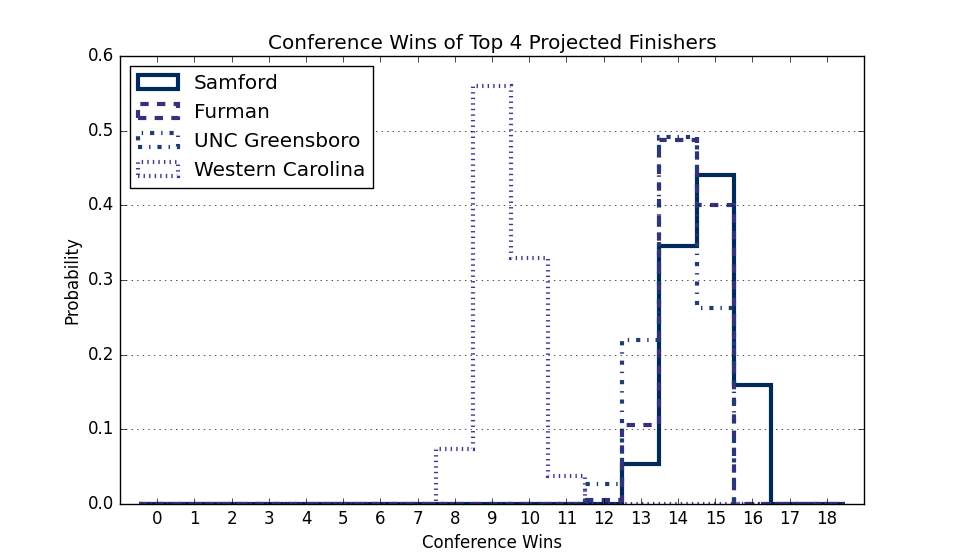 Conference Wins of Top 4 Projected Finishers
0.6
0.5
0.4
0.3
0.2
0.1
0.0
Probability
Samford
Furman
UNC Greensboro
Western Carolina
0 1 2 3 4 5 6 7 8 9 10 11 12 13 14 15 16 17 18
Conference Wins